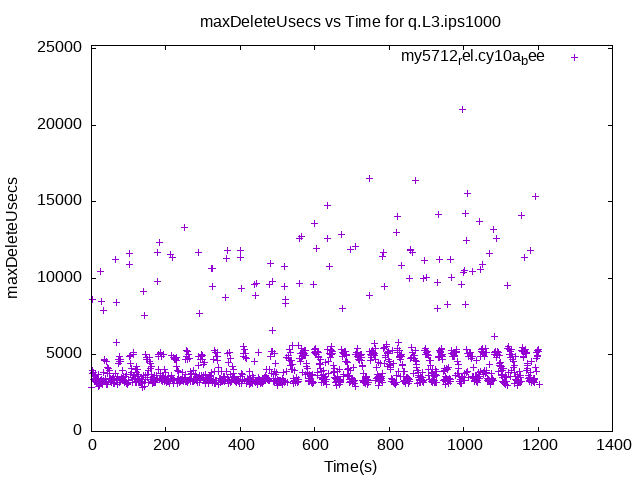 maxDeleteUsecs vs Time for q.L3.ips1000
25000
my5712rel.cy10abee
20000
15000
maxDeleteUsecs
10000
5000
0
0 200 400 600 800 1000 1200 1400
Time(s)